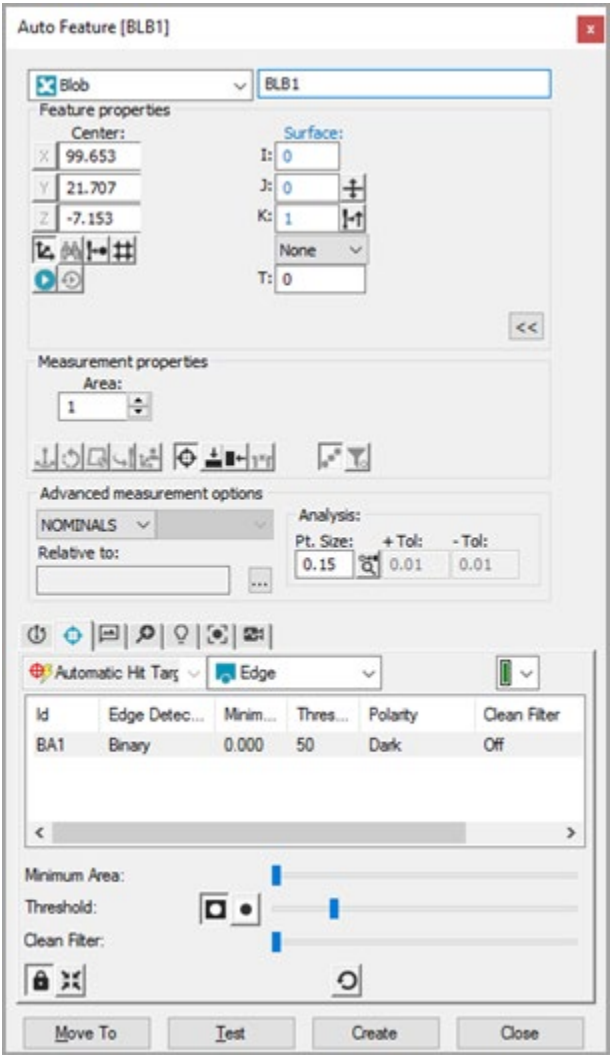 Auto Feature [BLB1]
x
Blob BLB1
Feature properties
Center: Surface:
X 99.653 I: 0
Y 21.707 J: 0
Z -7.153 K: 1
None
T: 0
<<
Measurement properties
Area:
1
Advanced measurement options
NOMINALS Analysis:
Pt. Size: + Tol: - Tol:
Relative to: 0.15 0.01 0.01
...
Automatic Hit Targ Edge
Id Edge Detec... Minim... Thres... Polarity Clean Filter
BA1 Binary 0.000 50 Dark Off
Minimum Area:
Threshold:
Clean Filter:
Move To Test Create Close